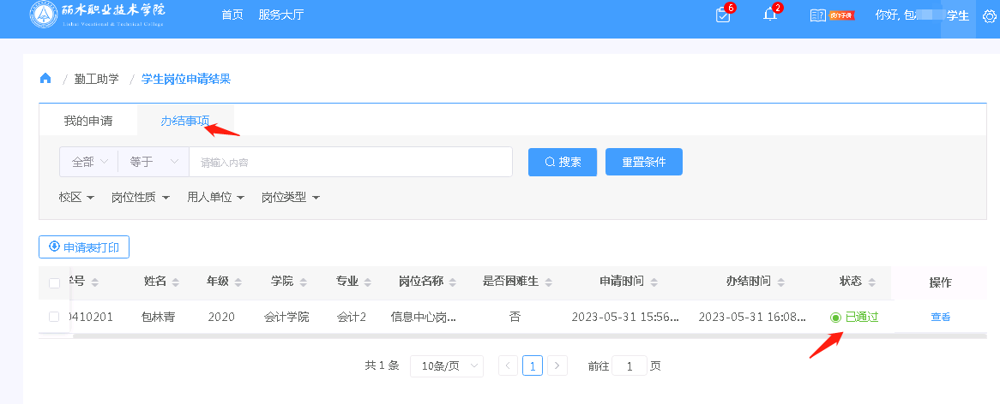 丽水职业技术学院
Lishui Vocational & Technical College
首页 服务大厅 6 2 操作手册 你好, 包 学生
/ 勤工助学 / 学生岗位申请结果
我的申请 办结事项
全部 等于 请输入内容 搜索 重置条件
校区 岗位性质 用人单位 岗位类型
申请表打印
学号 姓名 年级 学院 专业 岗位名称 是否困难生 申请时间 办结时间 状态 操作
0410201 包林青 2020 会计学院 会计2 信息中心岗... 否 2023-05-31 15:56... 2023-05-31 16:08... 已通过 查看
共 1 条 10条/页 1 前往 1 页